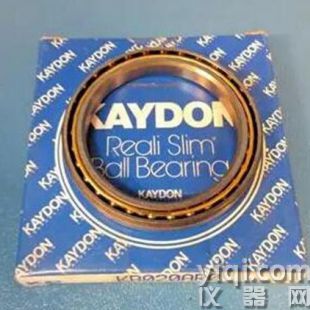 KAYDON
Reali Slim®
Ball Bearing
KAYDON
yiqi.com
仪器网